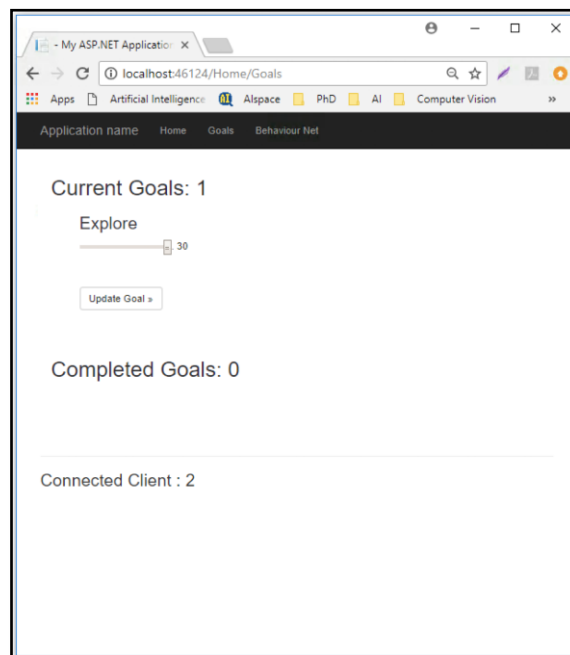 - My ASP.NET Application
localhost:46124/Home/Goals
Apps Artificial Intelligence AIspace PhD AI Computer Vision »
Application name Home Goals Behaviour Net
Current Goals: 1
Explore
30
Update Goal »
Completed Goals: 0
Connected Client : 2